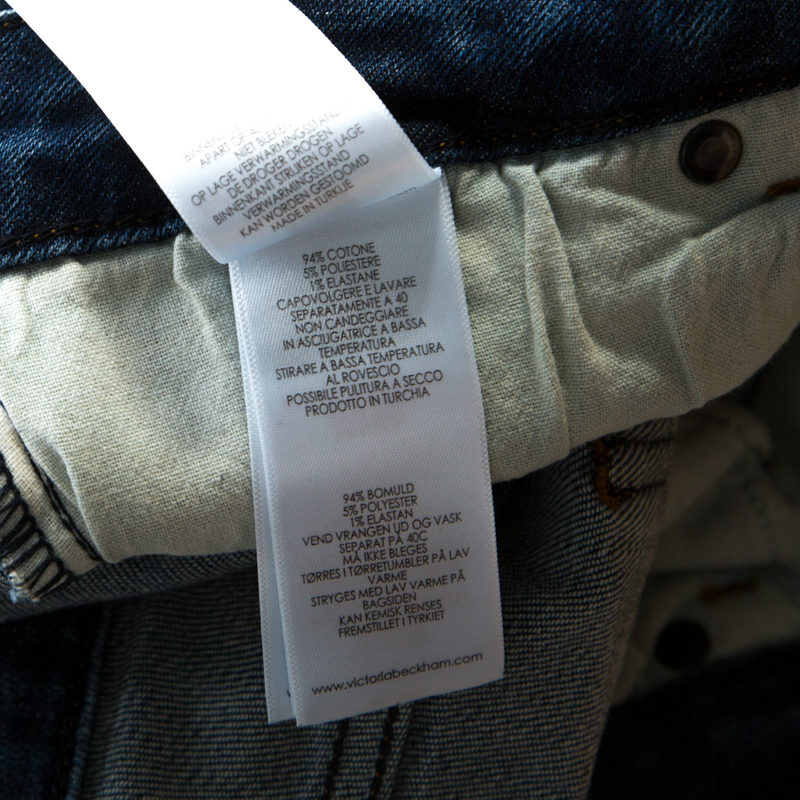 APART OP
NIET BLEKEN
OP LAGE VERWARMINGSSTAND
DE DROGER DROGEN
BINNENKANT STRIJKEN OP LAGE
VERWARMINGSSTAND
KAN WORDEN GESTOOMD
MADE IN TURKIJE
94% COTONE
5% POLIESTERE
1% ELASTANE
CAPOVOLGERE E LAVARE
SEPARATAMENTE A 40
NON CANDEGGIARE
IN ASCIUGATRICE A BASSA
TEMPERATURA
STIRARE A BASSA TEMPERATURA
AL ROVESCIO
POSSIBILE PULITURA A SECCO
PRODOTTO IN TURCHIA
94% BOMULD
5% POLYESTER
1% ELASTAN
VEND VRANGEN UD OG VASK
SEPARAT PÅ 40C
MÅ IKKE BLEGES
TØRRES I TØRRETUMBLER PÅ LAV
VARME
STRYGES MED LAV VARME PÅ
BAGSIDEN
KAN KEMISK RENSES
FREMSTILLET I TYRKIET
www.victoriabeckham.com